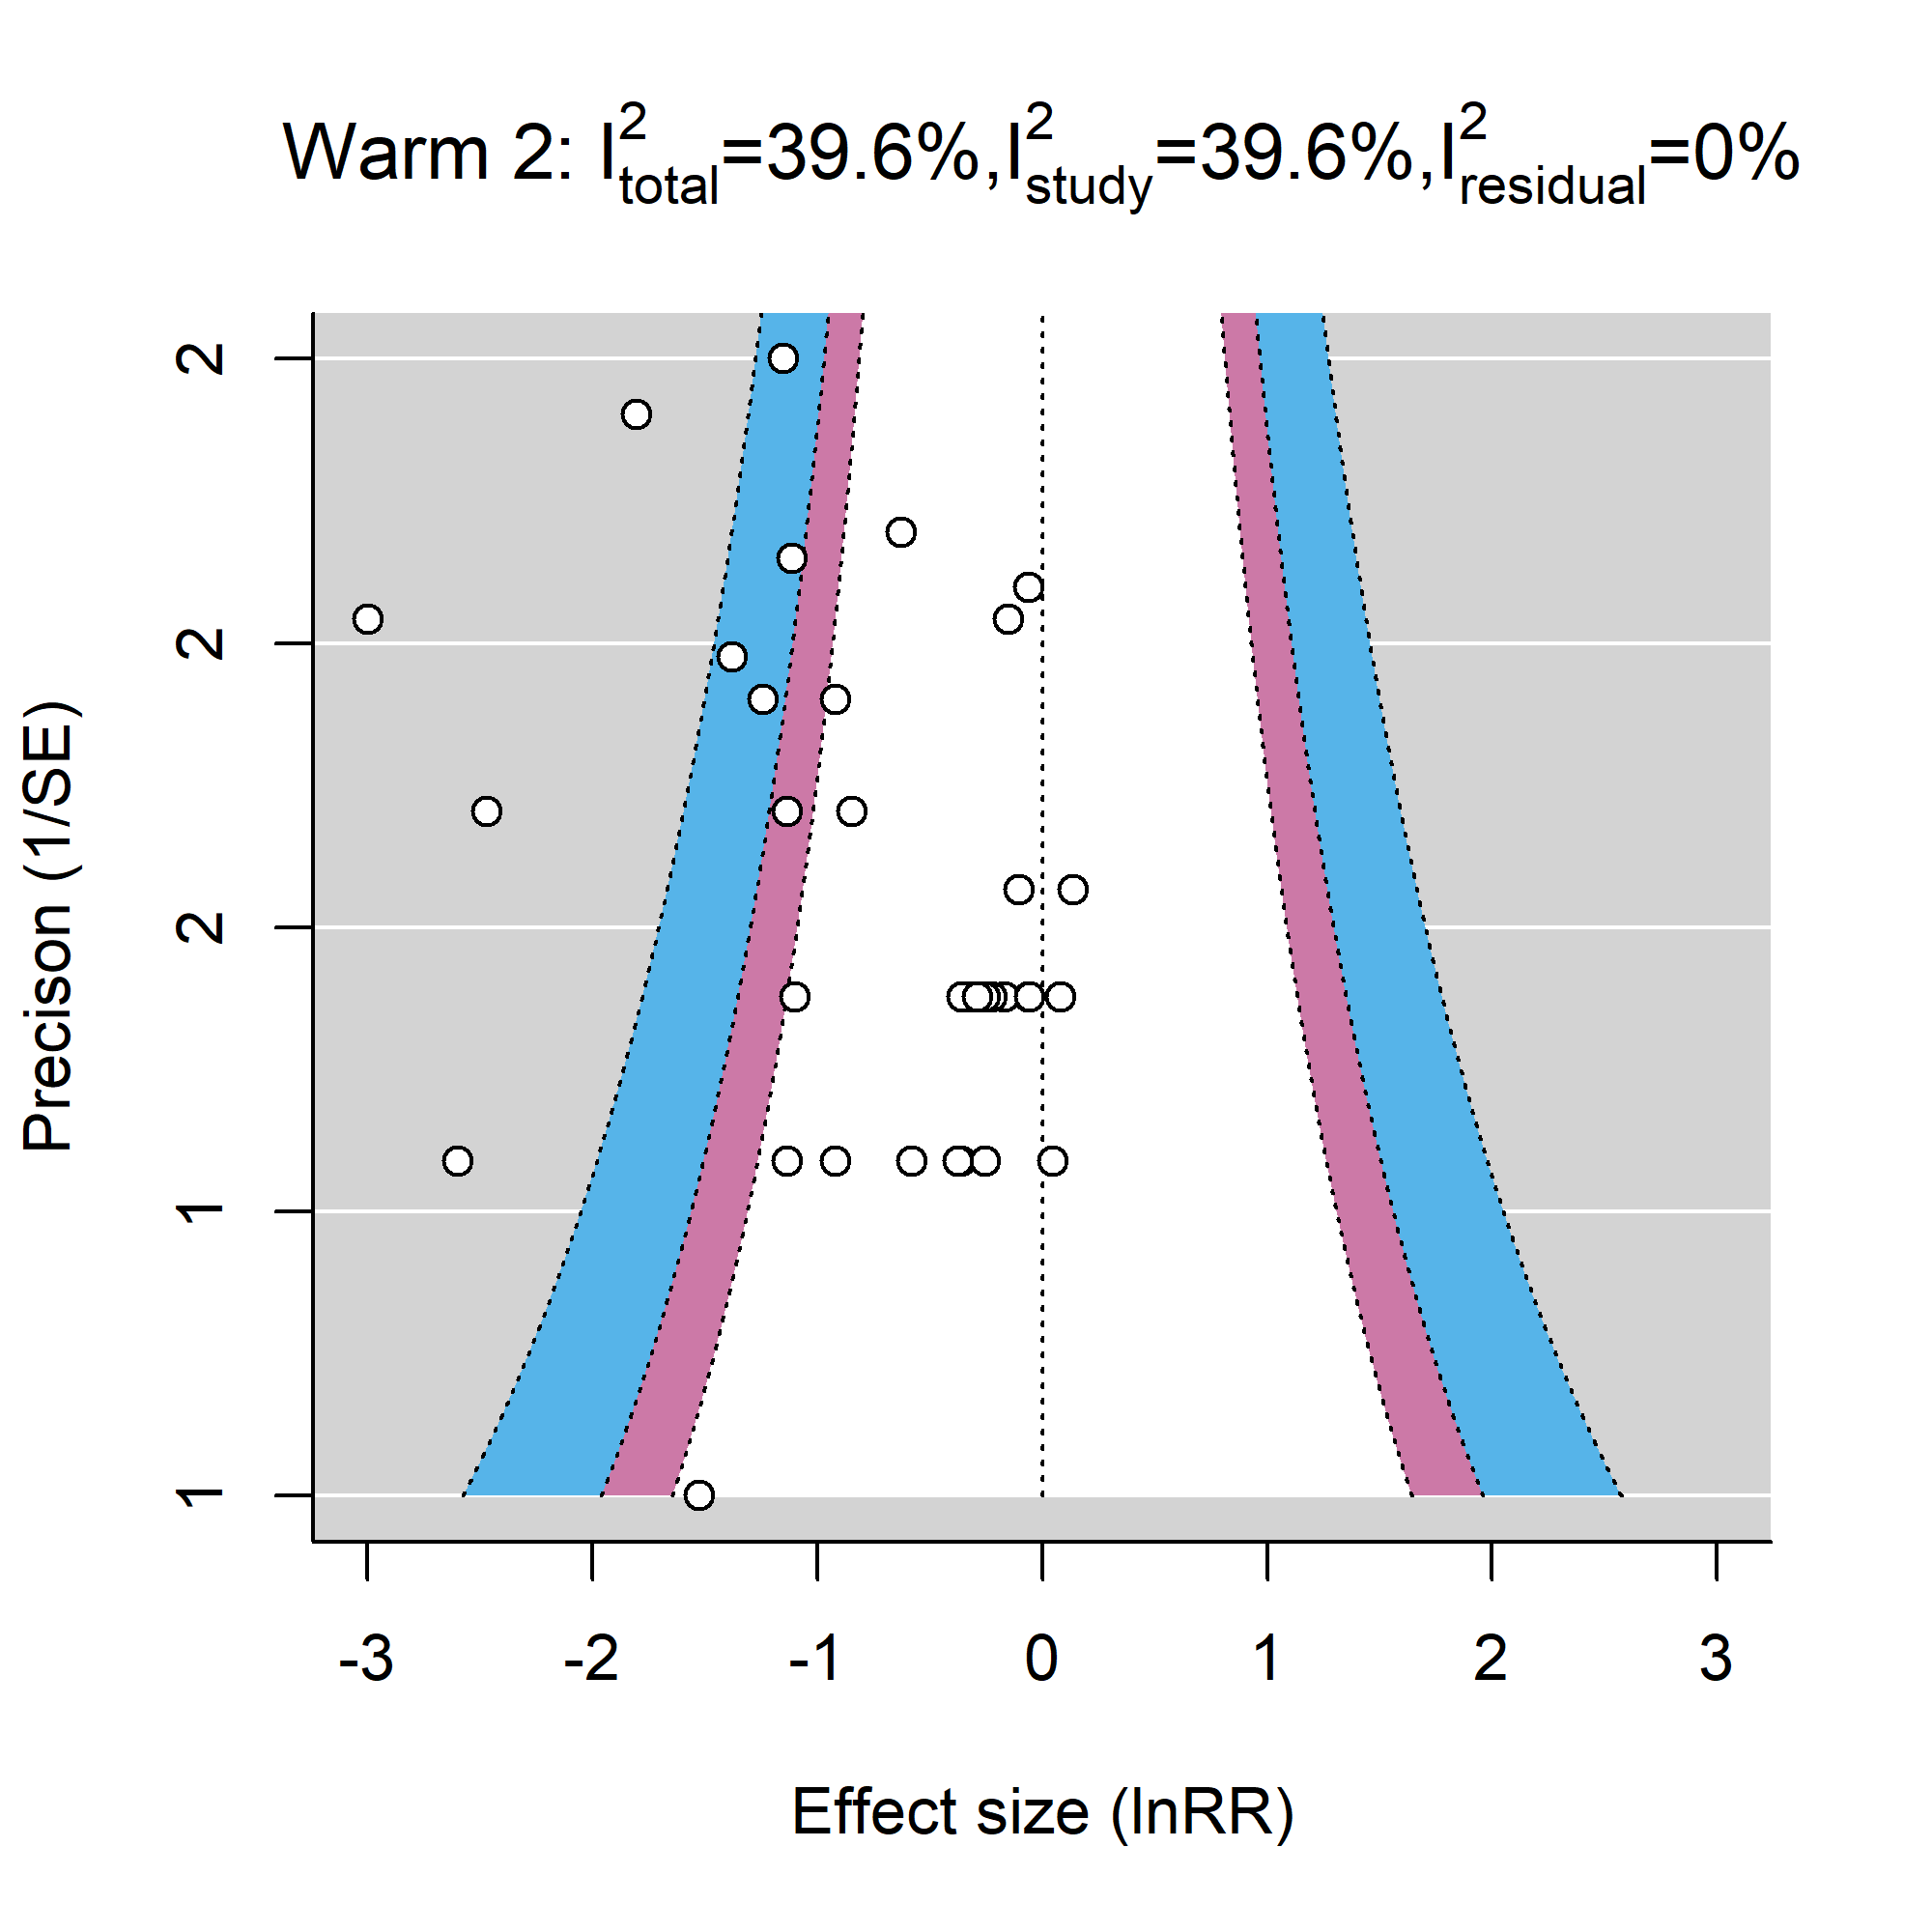 Warm 2: I²total=39.6%,I²study=39.6%,I²residual=0%
Precison (1/SE)
2
2
2
1
1
-3 -2 -1 0 1 2 3
Effect size (lnRR)